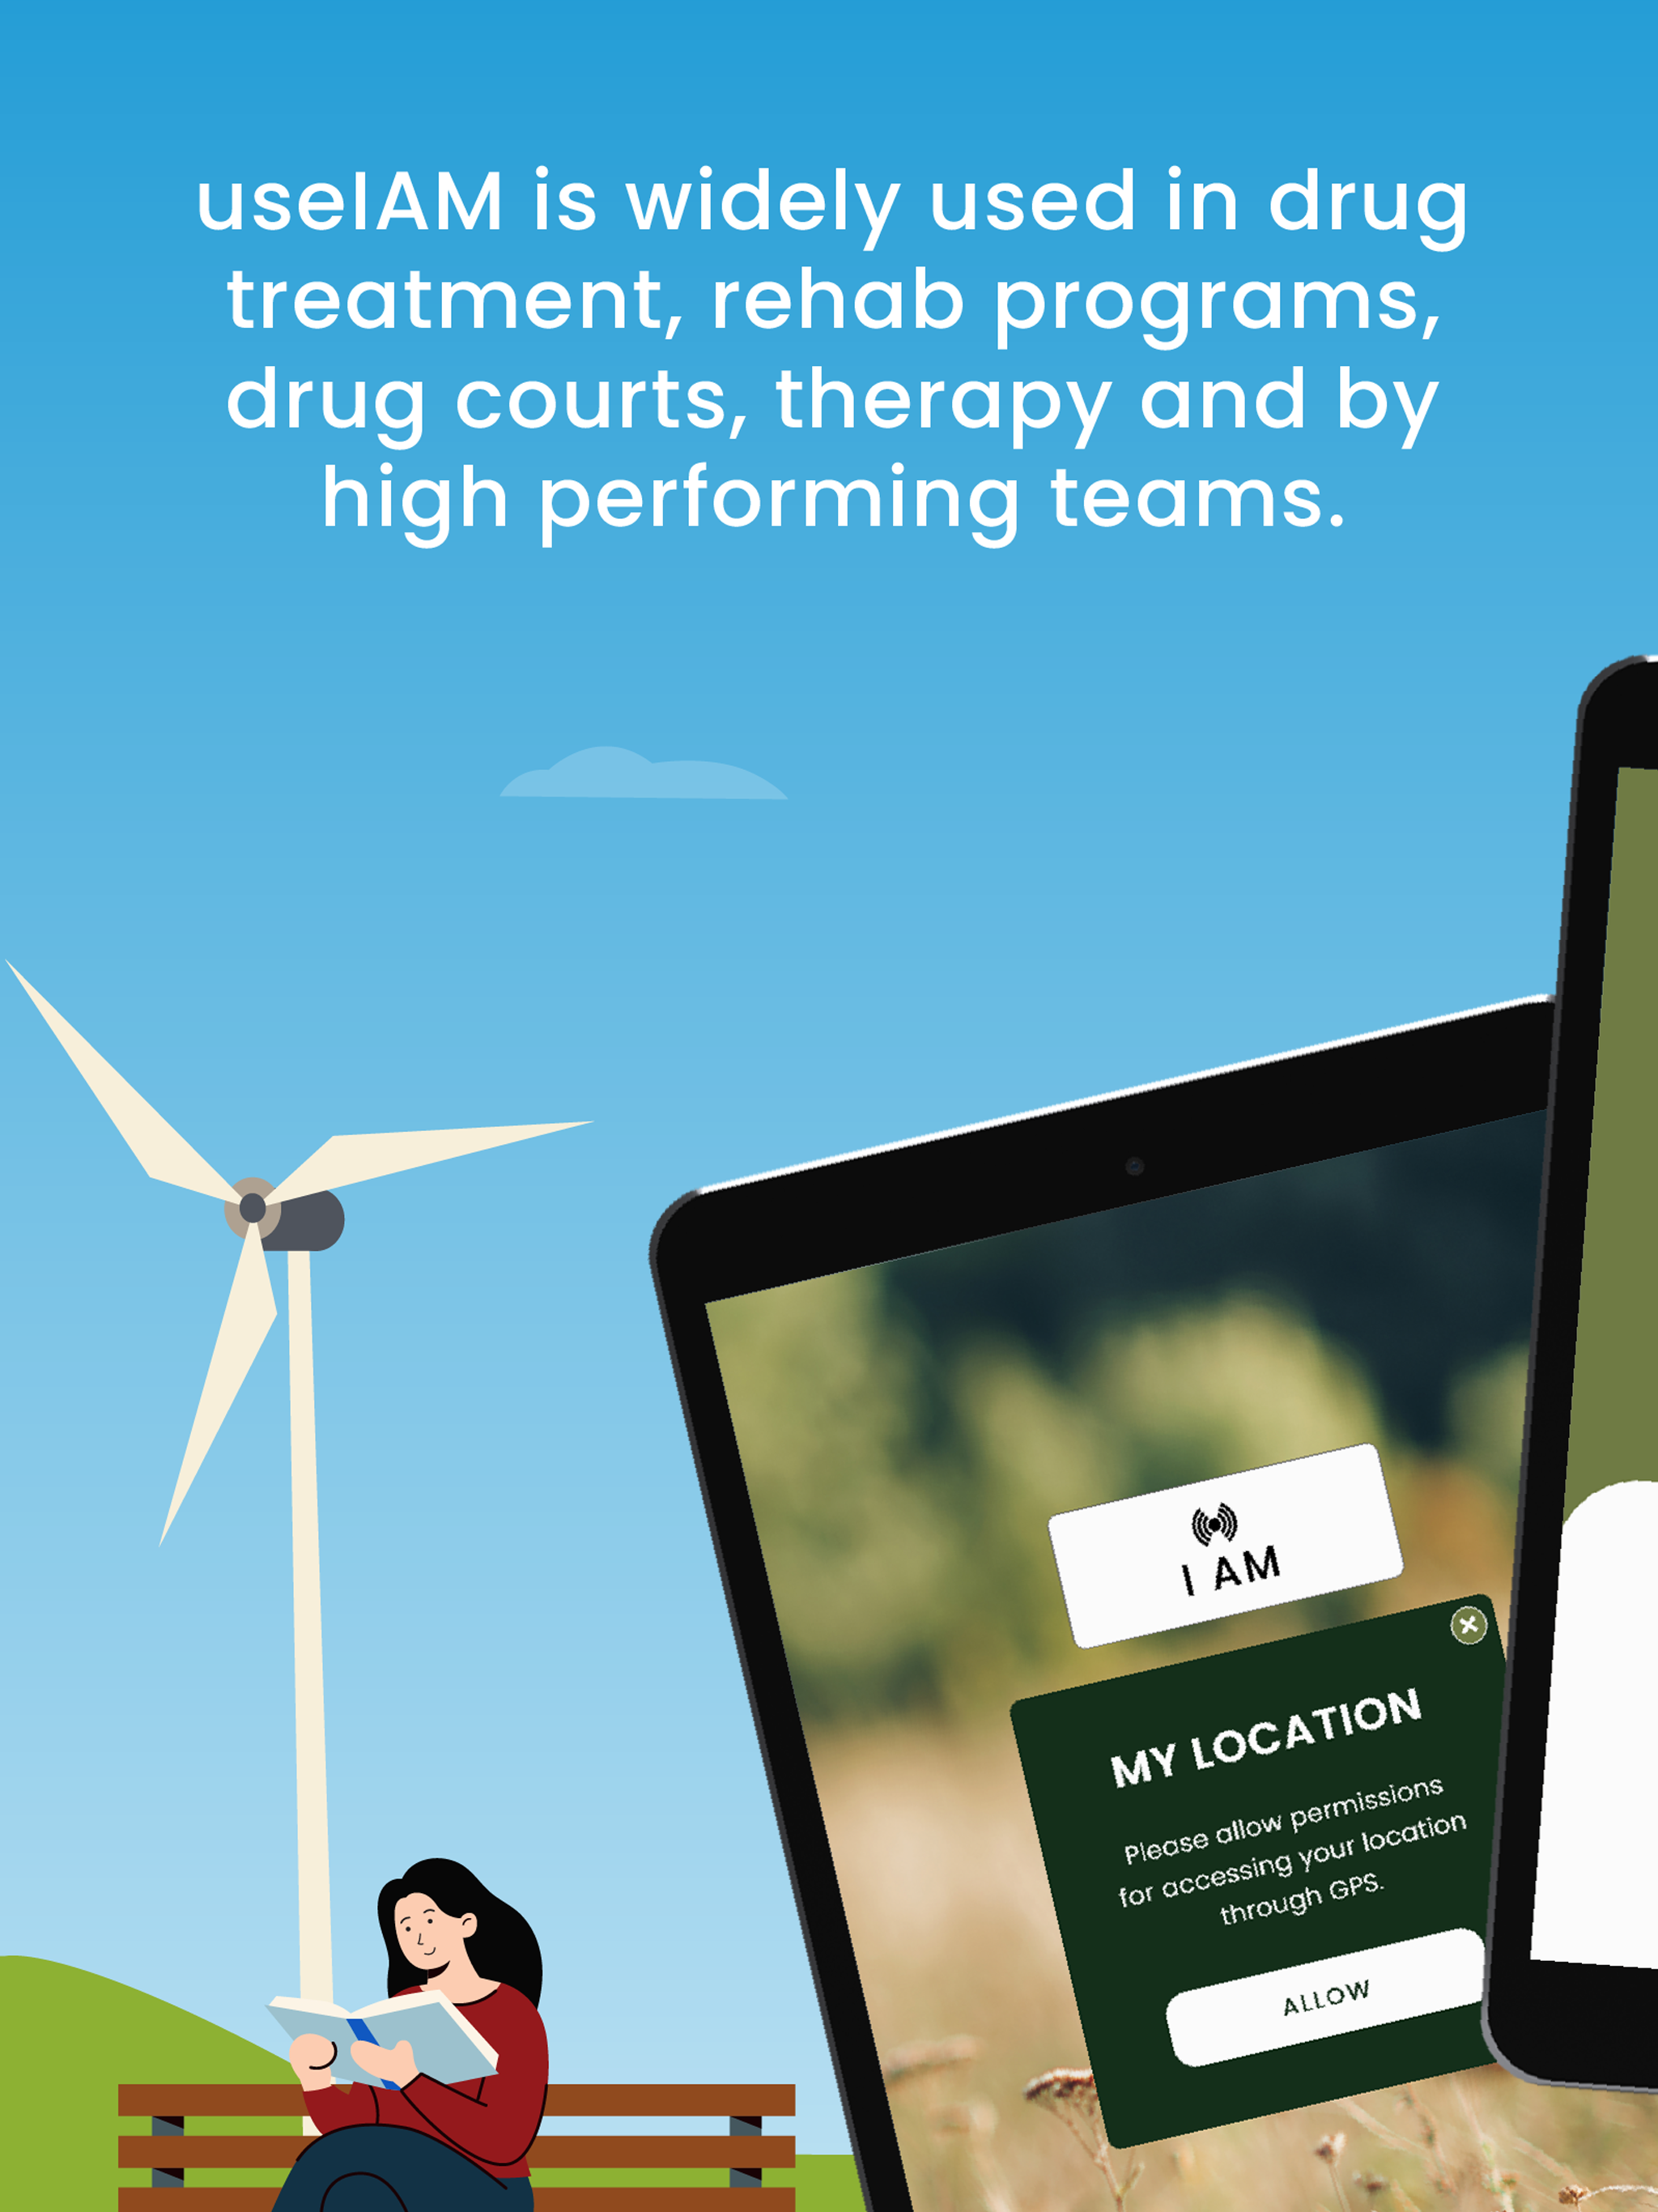 useIAM is widely used in drug
treatment, rehab programs,
drug courts, therapy and by
high performing teams.
I AM
MY LOCATION
Please allow permissions
for accessing your location
through GPS.
ALLOW